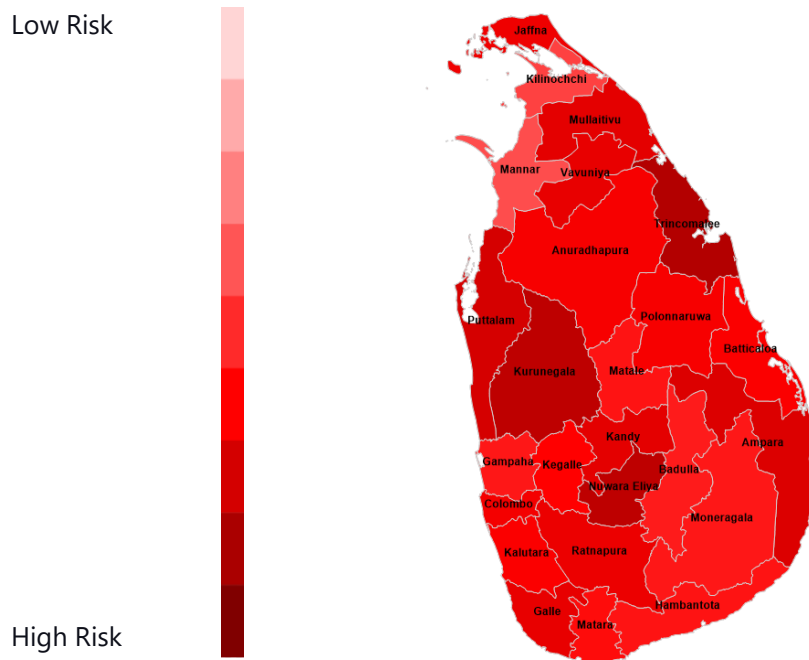 Low Risk
High Risk
Jaffna
Kilinochchi
Mullaitivu
Mannar
Vavuniya
Trincomalee
Anuradhapura
Puttalam
Polonnaruwa
Batticaloa
Kurunegala
Matale
Kandy
Ampara
Gampaha
Kegalle
Badulla
Nuwara Eliya
Colombo
Moneragala
Kalutara
Ratnapura
Hambantota
Galle
Matara